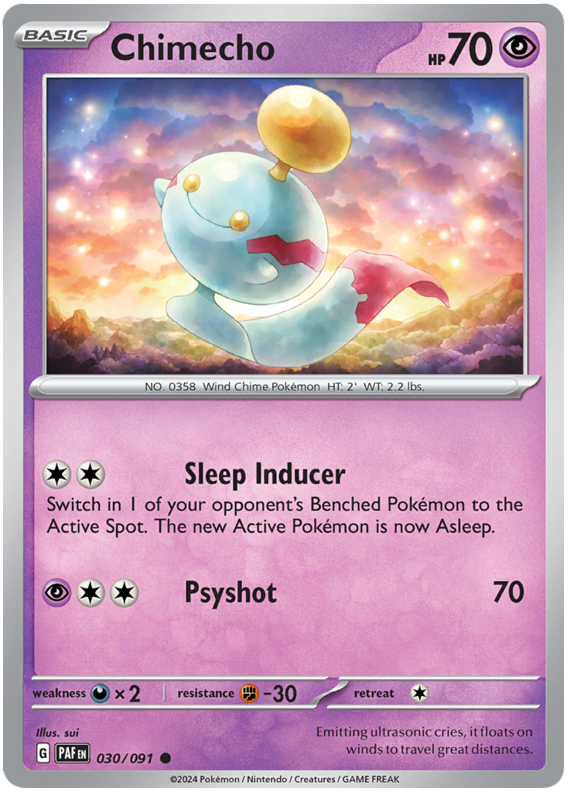 BASIC
Chimecho
HP 70
NO. 0358 Wind Chime Pokémon HT: 2' WT: 2.2 lbs.
Sleep Inducer
Switch in 1 of your opponent's Benched Pokémon to the
Active Spot. The new Active Pokémon is now Asleep.
Psyshot 70
weakness ×2 resistance -30 retreat
Illus. sui
Emitting ultrasonic cries, it floats on
winds to travel great distances.
G PAF EN 030/091
©2024 Pokémon / Nintendo / Creatures / GAME FREAK